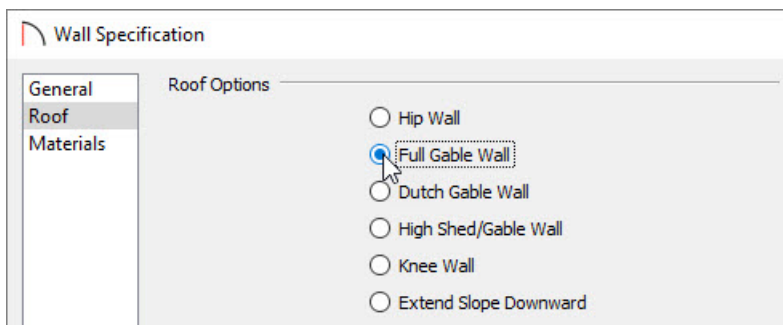 Wall Specification
General
Roof
Materials
Roof Options
Hip Wall
Full Gable Wall
Dutch Gable Wall
High Shed/Gable Wall
Knee Wall
Extend Slope Downward